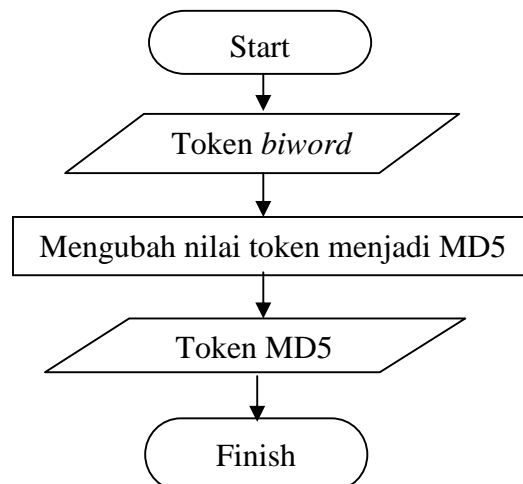 Start
Token biword
Mengubah nilai token menjadi MD5
Token MD5
Finish